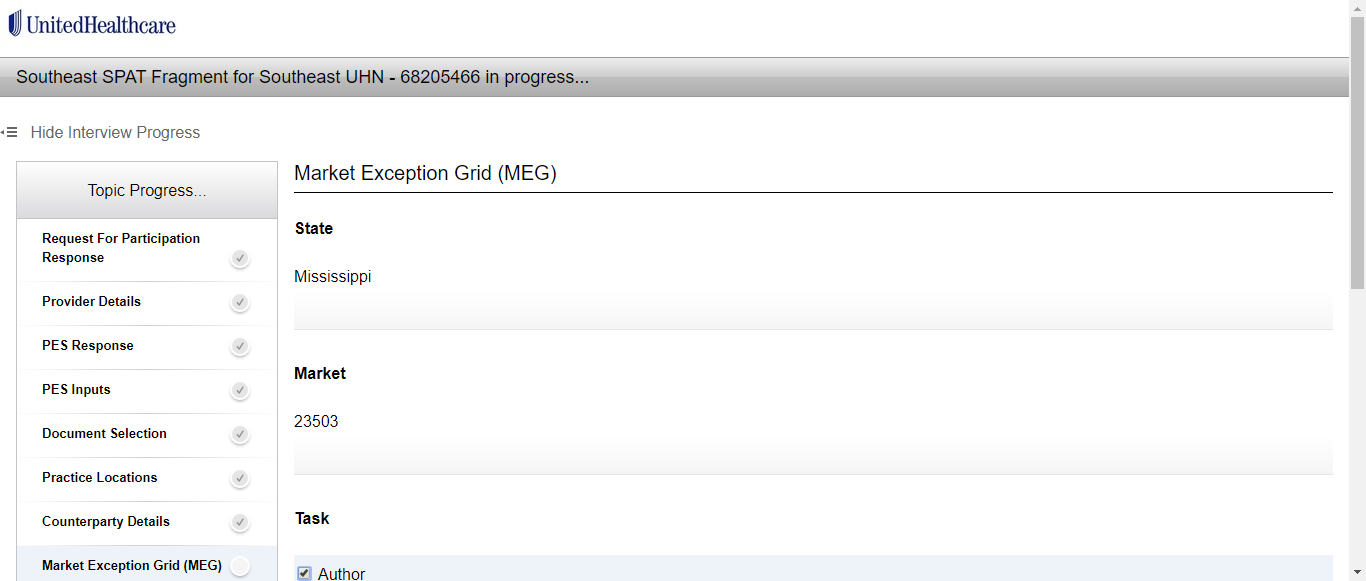 UnitedHealthcare
Southeast SPAT Fragment for Southeast UHN - 68205466 in progress...
Hide Interview Progress
Topic Progress...
Request For Participation
Response
Provider Details
PES Response
PES Inputs
Document Selection
Practice Locations
Counterparty Details
Market Exception Grid (MEG)
Market Exception Grid (MEG)
State
Mississippi
Market
23503
Task
Author